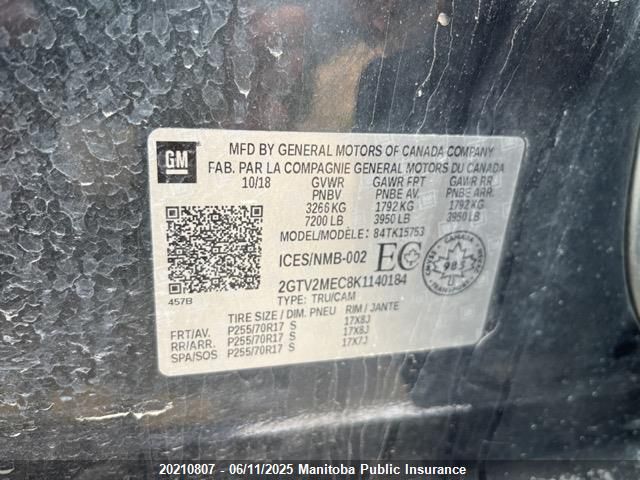 GM
MFD BY GENERAL MOTORS OF CANADA COMPANY
FAB. PAR LA COMPAGNIE GENERAL MOTORS DU CANADA
10/18 GVWR GAWR FRT GAWR RR
PNBV PNBE AV. PNBE ARR
3266 KG 1792 KG 1792 KG
7200 LB 3950 LB 3950 LB
MODEL/MODÈLE: 84TK15753
ICES/NMB-002 EC
CANADA
983
2GTV2MEC8K1140184
457B
TYPE: TRU/CAM
TIRE SIZE / DIM. PNEU RIM / JANTE
FRT/AV. P255/70R17 S 17X8J
RR/ARR. P255/70R17 S 17X8J
SPA/SOS P255/70R17 S 17X7J
20210807 - 06/11/2025 Manitoba Public Insurance